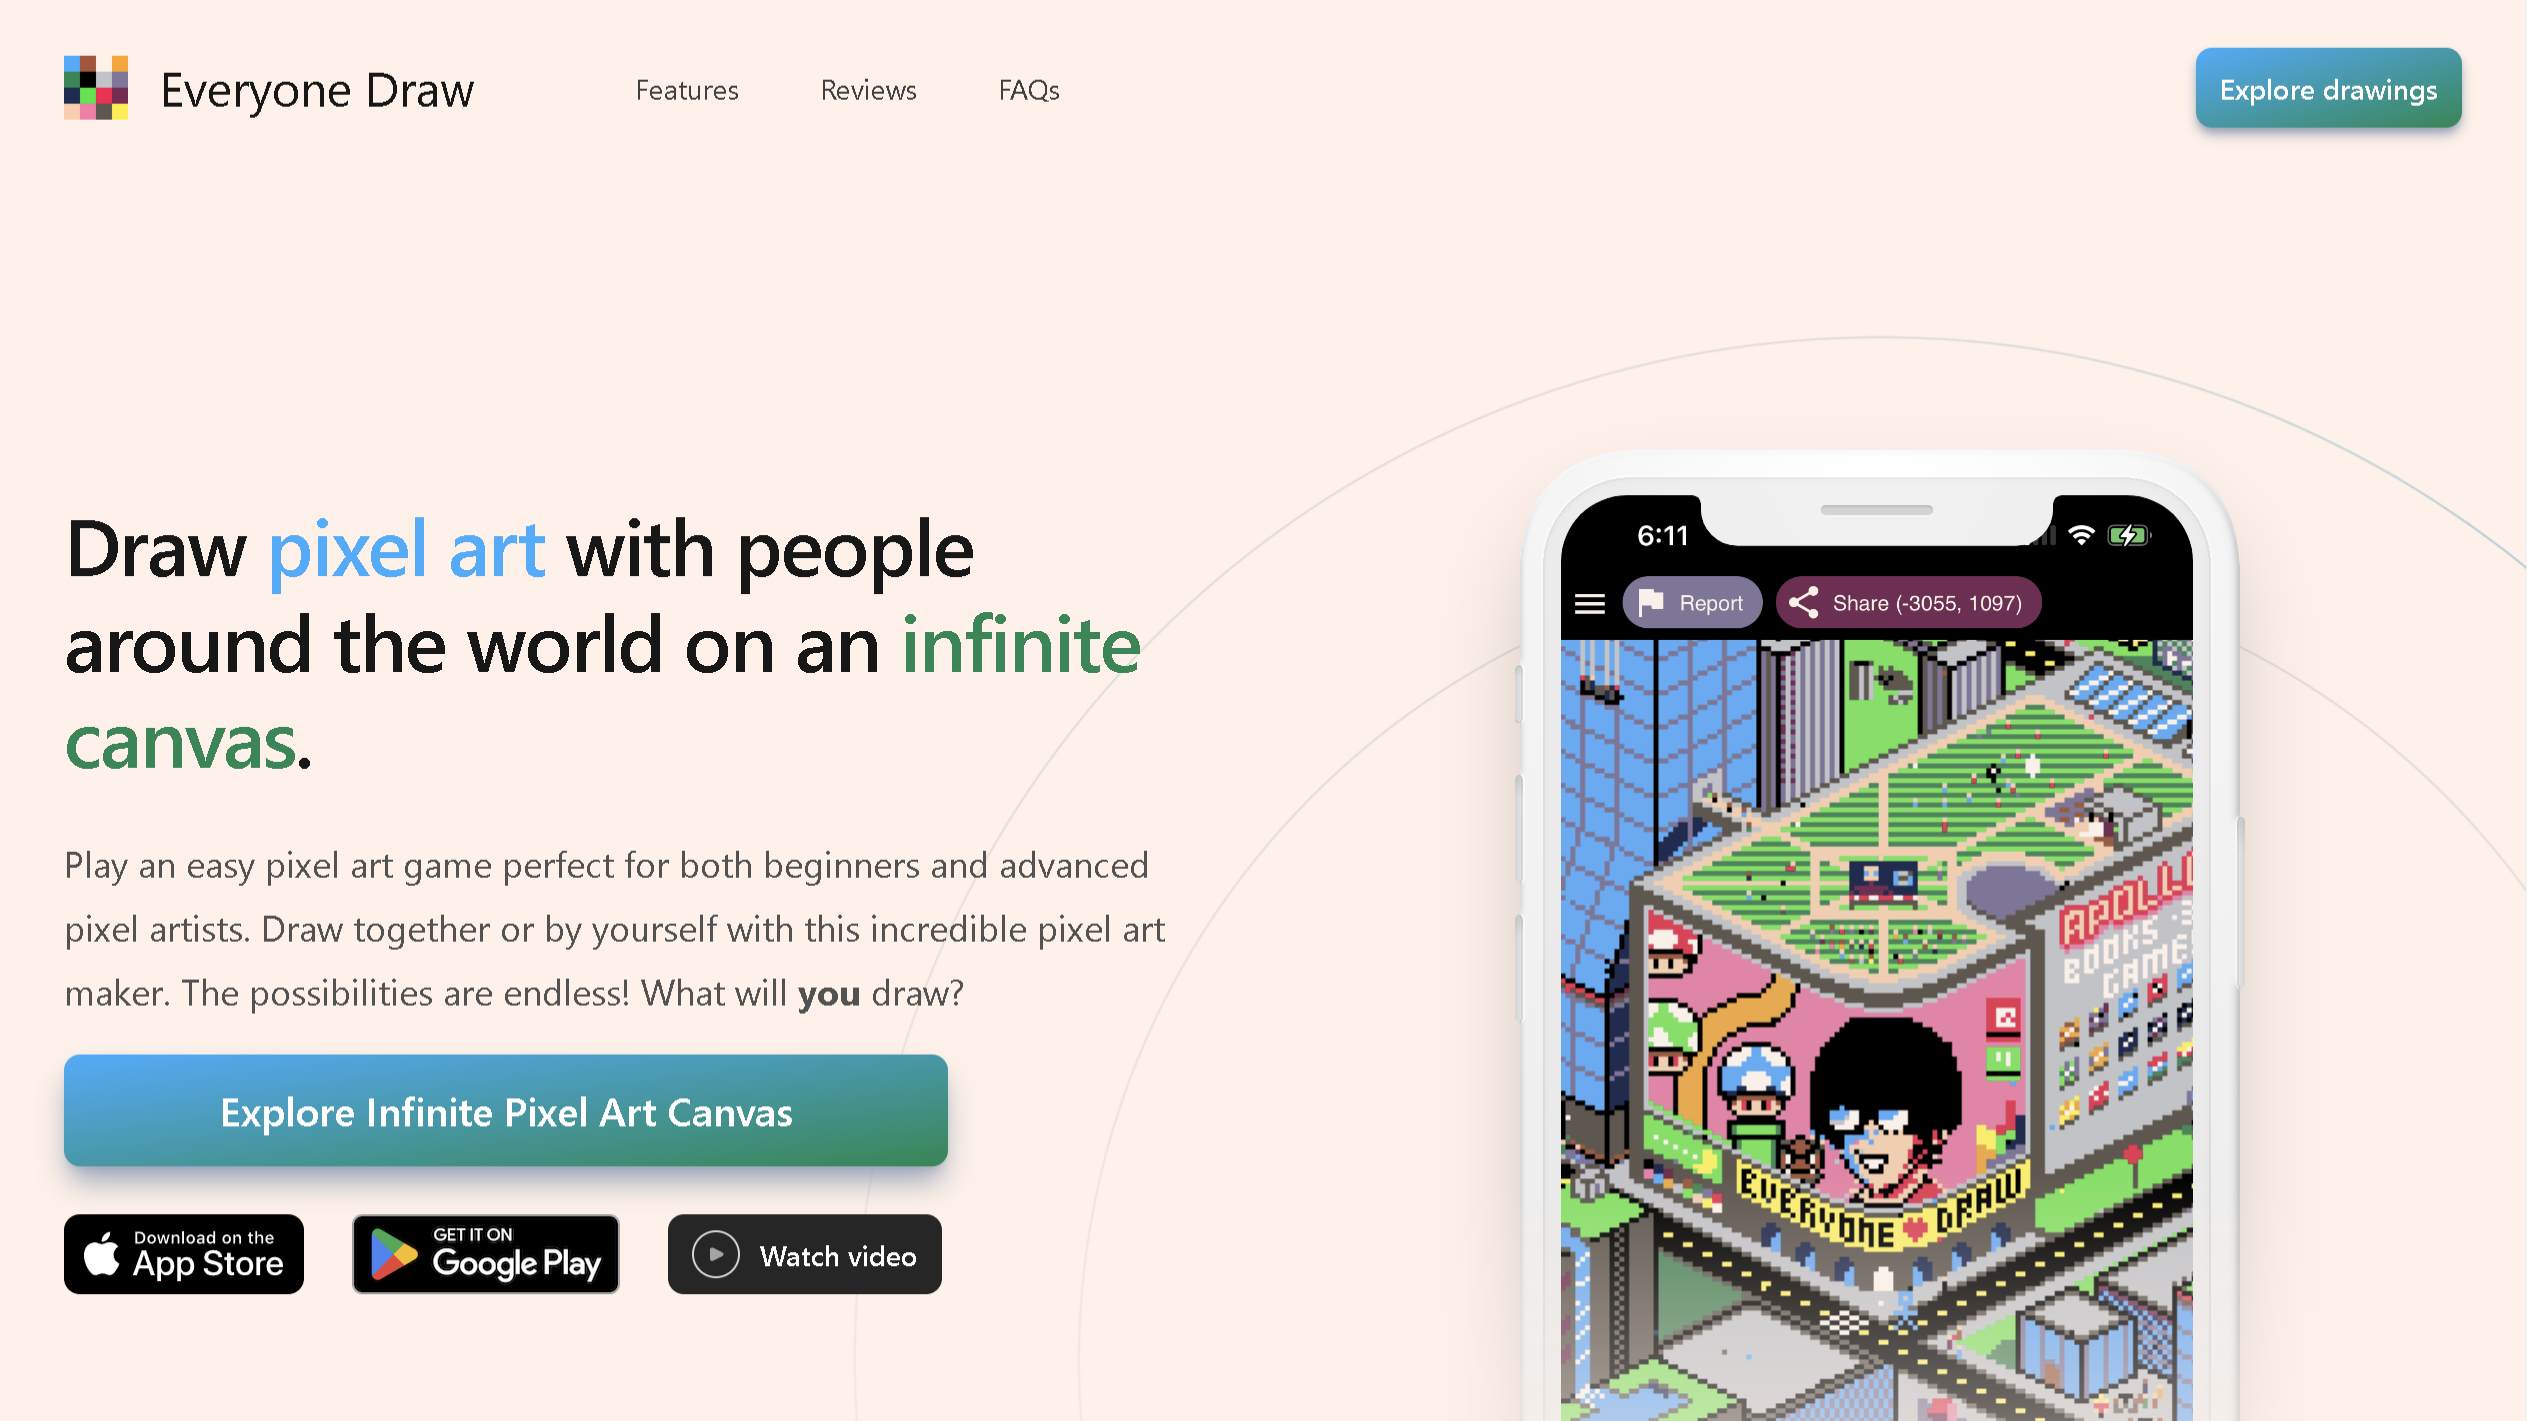 Everyone Draw
Features
Reviews
FAQs
Explore drawings
Draw pixel art with people
around the world on an infinite
canvas.
Play an easy pixel art game perfect for both beginners and advanced
pixel artists. Draw together or by yourself with this incredible pixel art
maker. The possibilities are endless! What will you draw?
Explore Infinite Pixel Art Canvas
Download on the
App Store
GET IT ON
Google Play
Watch video
6:11
Report
Share (-3055, 1097)
BOOKS
GAME
EVERYONE DRAW